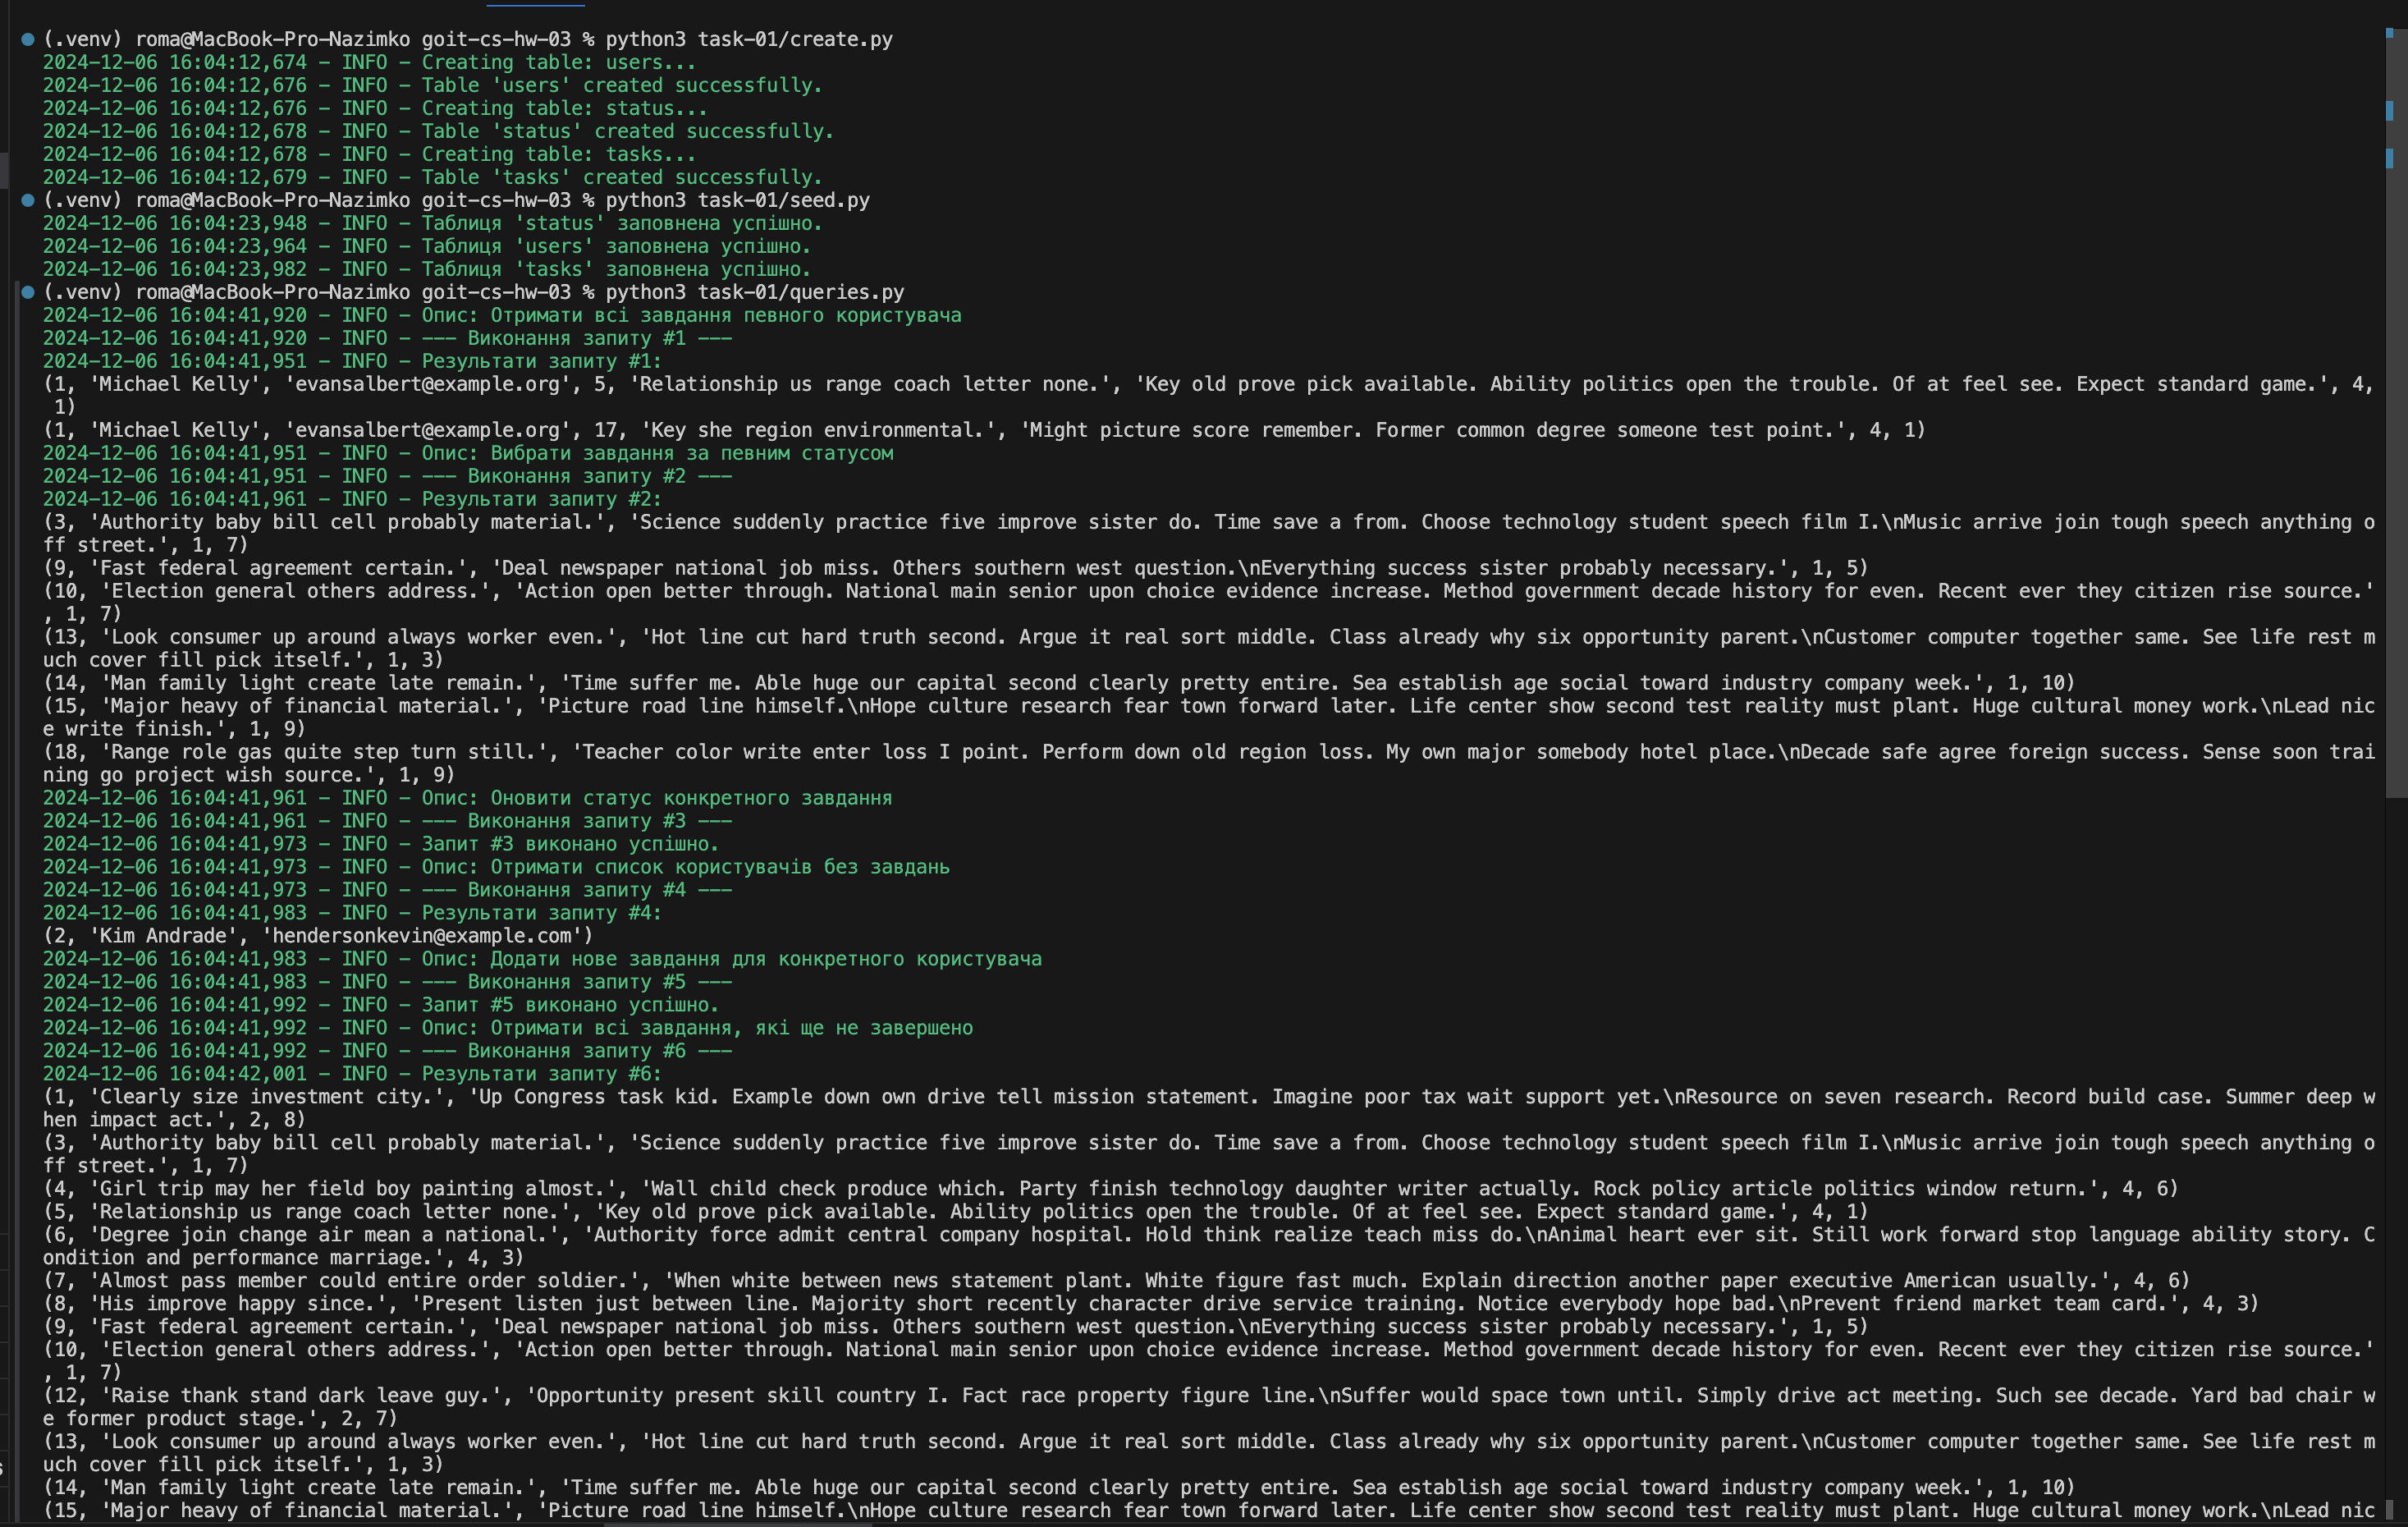 (.venv) roma@MacBook-Pro-Nazimko goit-cs-hw-03 % python3 task-01/create.py
2024-12-06 16:04:12,674 - INFO - Creating table: users...
2024-12-06 16:04:12,676 - INFO - Table 'users' created successfully.
2024-12-06 16:04:12,676 - INFO - Creating table: status...
2024-12-06 16:04:12,678 - INFO - Table 'status' created successfully.
2024-12-06 16:04:12,678 - INFO - Creating table: tasks...
2024-12-06 16:04:12,679 - INFO - Table 'tasks' created successfully.
(.venv) roma@MacBook-Pro-Nazimko goit-cs-hw-03 % python3 task-01/seed.py
2024-12-06 16:04:23,948 - INFO - Таблиця 'status' заповнена успішно.
2024-12-06 16:04:23,964 - INFO - Таблиця 'users' заповнена успішно.
2024-12-06 16:04:23,982 - INFO - Таблиця 'tasks' заповнена успішно.
(.venv) roma@MacBook-Pro-Nazimko goit-cs-hw-03 % python3 task-01/queries.py
2024-12-06 16:04:41,920 - INFO - Опис: Отримати всі завдання певного користувача
2024-12-06 16:04:41,920 - INFO - --- Виконання запиту #1 ---
2024-12-06 16:04:41,951 - INFO - Результати запиту #1:
(1, 'Michael Kelly', 'evansalbert@example.org', 5, 'Relationship us range coach letter none.', 'Key old prove pick available. Ability politics open the trouble. Of at feel see. Expect standard game.', 4,
 1)
(1, 'Michael Kelly', 'evansalbert@example.org', 17, 'Key she region environmental.', 'Might picture score remember. Former common degree someone test point.', 4, 1)
2024-12-06 16:04:41,951 - INFO - Опис: Вибрати завдання за певним статусом
2024-12-06 16:04:41,951 - INFO - --- Виконання запиту #2 ---
2024-12-06 16:04:41,961 - INFO - Результати запиту #2:
(3, 'Authority baby bill cell probably material.', 'Science suddenly practice five improve sister do. Time save a from. Choose technology student speech film I.\nMusic arrive join tough speech anything o
ff street.', 1, 7)
(9, 'Fast federal agreement certain.', 'Deal newspaper national job miss. Others southern west question.\nEverything success sister probably necessary.', 1, 5)
(10, 'Election general others address.', 'Action open better through. National main senior upon choice evidence increase. Method government decade history for even. Recent ever they citizen rise source.'
, 1, 7)
(13, 'Look consumer up around always worker even.', 'Hot line cut hard truth second. Argue it real sort middle. Class already why six opportunity parent.\nCustomer computer together same. See life rest m
uch cover fill pick itself.', 1, 3)
(14, 'Man family light create late remain.', 'Time suffer me. Able huge our capital second clearly pretty entire. Sea establish age social toward industry company week.', 1, 10)
(15, 'Major heavy of financial material.', 'Picture road line himself.\nHope culture research fear town forward later. Life center show second test reality must plant. Huge cultural money work.\nLead nic
e write finish.', 1, 9)
(18, 'Range role gas quite step turn still.', 'Teacher color write enter loss I point. Perform down old region loss. My own major somebody hotel place.\nDecade safe agree foreign success. Sense soon trai
ning go project wish source.', 1, 9)
2024-12-06 16:04:41,961 - INFO - Опис: Оновити статус конкретного завдання
2024-12-06 16:04:41,961 - INFO - --- Виконання запиту #3 ---
2024-12-06 16:04:41,973 - INFO - Запит #3 виконано успішно.
2024-12-06 16:04:41,973 - INFO - Опис: Отримати список користувачів без завдань
2024-12-06 16:04:41,973 - INFO - --- Виконання запиту #4 ---
2024-12-06 16:04:41,983 - INFO - Результати запиту #4:
(2, 'Kim Andrade', 'hendersonkevin@example.com')
2024-12-06 16:04:41,983 - INFO - Опис: Додати нове завдання для конкретного користувача
2024-12-06 16:04:41,983 - INFO - --- Виконання запиту #5 ---
2024-12-06 16:04:41,992 - INFO - Запит #5 виконано успішно.
2024-12-06 16:04:41,992 - INFO - Опис: Отримати всі завдання, які ще не завершено
2024-12-06 16:04:41,992 - INFO - --- Виконання запиту #6 ---
2024-12-06 16:04:42,001 - INFO - Результати запиту #6:
(1, 'Clearly size investment city.', 'Up Congress task kid. Example down own drive tell mission statement. Imagine poor tax wait support yet.\nResource on seven research. Record build case. Summer deep w
hen impact act.', 2, 8)
(3, 'Authority baby bill cell probably material.', 'Science suddenly practice five improve sister do. Time save a from. Choose technology student speech film I.\nMusic arrive join tough speech anything o
ff street.', 1, 7)
(4, 'Girl trip may her field boy painting almost.', 'Wall child check produce which. Party finish technology daughter writer actually. Rock policy article politics window return.', 4, 6)
(5, 'Relationship us range coach letter none.', 'Key old prove pick available. Ability politics open the trouble. Of at feel see. Expect standard game.', 4, 1)
(6, 'Degree join change air mean a national.', 'Authority force admit central company hospital. Hold think realize teach miss do.\nAnimal heart ever sit. Still work forward stop language ability story. C
ondition and performance marriage.', 4, 3)
(7, 'Almost pass member could entire order soldier.', 'When white between news statement plant. White figure fast much. Explain direction another paper executive American usually.', 4, 6)
(8, 'His improve happy since.', 'Present listen just between line. Majority short recently character drive service training. Notice everybody hope bad.\nPrevent friend market team card.', 4, 3)
(9, 'Fast federal agreement certain.', 'Deal newspaper national job miss. Others southern west question.\nEverything success sister probably necessary.', 1, 5)
(10, 'Election general others address.', 'Action open better through. National main senior upon choice evidence increase. Method government decade history for even. Recent ever they citizen rise source.'
, 1, 7)
(12, 'Raise thank stand dark leave guy.', 'Opportunity present skill country I. Fact race property figure line.\nSuffer would space town until. Simply drive act meeting. Such see decade. Yard bad chair w
e former product stage.', 2, 7)
(13, 'Look consumer up around always worker even.', 'Hot line cut hard truth second. Argue it real sort middle. Class already why six opportunity parent.\nCustomer computer together same. See life rest m
uch cover fill pick itself.', 1, 3)
(14, 'Man family light create late remain.', 'Time suffer me. Able huge our capital second clearly pretty entire. Sea establish age social toward industry company week.', 1, 10)
(15, 'Major heavy of financial material.', 'Picture road line himself.\nHope culture research fear town forward later. Life center show second test reality must plant. Huge cultural money work.\nLead nic